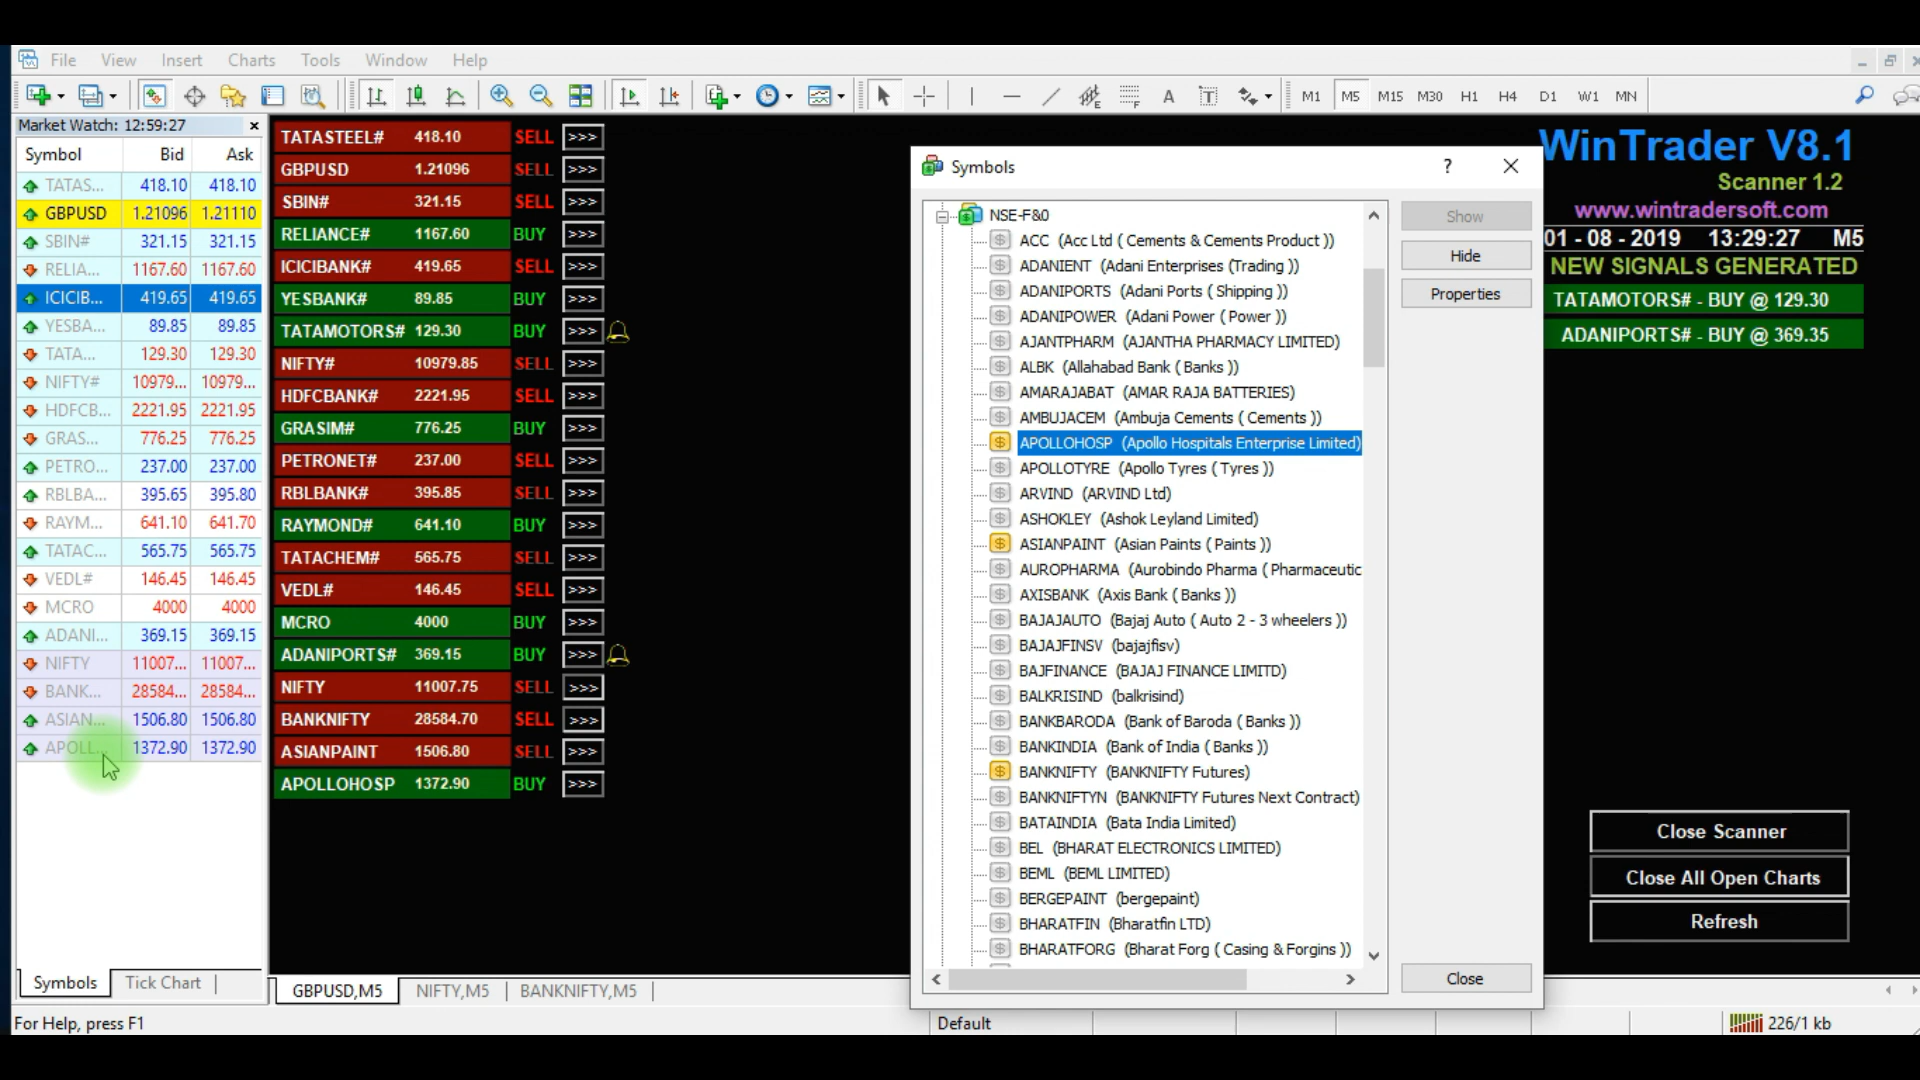 File View Insert Charts Tools Window Help
A T M1 M5 M15 M30 H1 H4 D1 W1 MN
Market Watch: 12:59:27
Symbol Bid Ask
TATAS... 418.10 418.10
GBPUSD 1.21096 1.21110
SBIN# 321.15 321.15
RELIA... 1167.60 1167.60
ICICIB... 419.65 419.65
YESBA... 89.85 89.85
TATA... 129.30 129.30
NIFTY# 10979... 10979...
HDFCB... 2221.95 2221.95
GRAS... 776.25 776.25
PETRO... 237.00 237.00
RBLBA... 395.65 395.80
RAYM... 641.10 641.70
TATAC... 565.75 565.75
VEDL# 146.45 146.45
MCRO 4000 4000
ADANI... 369.15 369.15
NIFTY 11007... 11007...
BANK... 28584... 28584...
ASIAN... 1506.80 1506.80
APOLL... 1372.90 1372.90
Symbols Tick Chart
TATASTEEL# 418.10 SELL >>>
GBPUSD 1.21096 SELL >>>
SBIN# 321.15 SELL >>>
RELIANCE# 1167.60 BUY >>>
ICICIBANK# 419.65 SELL >>>
YESBANK# 89.85 BUY >>>
TATAMOTORS# 129.30 BUY >>>
NIFTY# 10979.85 SELL >>>
HDFCBANK# 2221.95 SELL >>>
GRASIM# 776.25 BUY >>>
PETRONET# 237.00 SELL >>>
RBLBANK# 395.85 SELL >>>
RAYMOND# 641.10 BUY >>>
TATACHEM# 565.75 SELL >>>
VEDL# 146.45 SELL >>>
MCRO 4000 BUY >>>
ADANIPORTS# 369.15 BUY >>>
NIFTY 11007.75 SELL >>>
BANKNIFTY 28584.70 SELL >>>
ASIANPAINT 1506.80 SELL >>>
APOLLOHOSP 1372.90 BUY >>>
GBPUSD,M5 NIFTY,M5 BANKNIFTY,M5
Symbols ?
NSE-F&0
ACC (Acc Ltd ( Cements & Cements Product ))
ADANIENT (Adani Enterprises (Trading ))
ADANIPORTS (Adani Ports ( Shipping ))
ADANIPOWER (Adani Power ( Power ))
AJANTPHARM (AJANTHA PHARMACY LIMITED)
ALBK (Allahabad Bank ( Banks ))
AMARAJABAT (AMAR RAJA BATTERIES)
AMBUJACEM (Ambuja Cements ( Cements ))
APOLLOHOSP (Apollo Hospitals Enterprise Limited)
APOLLOTYRE (Apollo Tyres ( Tyres ))
ARVIND (ARVIND Ltd)
ASHOKLEY (Ashok Leyland Limited)
ASIANPAINT (Asian Paints ( Paints ))
AUROPHARMA (Aurobindo Pharma ( Pharmaceutic
AXISBANK (Axis Bank ( Banks ))
BAJAJAUTO (Bajaj Auto ( Auto 2 - 3 wheelers ))
BAJAJFINSV (bajajfisv)
BAJFINANCE (BAJAJ FINANCE LIMITD)
BALKRISIND (balkrisind)
BANKBARODA (Bank of Baroda ( Banks ))
BANKINDIA (Bank of India ( Banks ))
BANKNIFTY (BANKNIFTY Futures)
BANKNIFTYN (BANKNIFTY Futures Next Contract)
BATAINDIA (Bata India Limited)
BEL (BHARAT ELECTRONICS LIMITED)
BEML (BEML LIMITED)
BERGEPAINT (bergepaint)
BHARATFIN (Bharatfin LTD)
BHARATFORG (Bharat Forg ( Casing & Forgins ))
Show
Hide
Properties
Close
WinTrader V8.1
Scanner 1.2
www.wintradersoft.com
01 - 08 - 2019 13:29:27 M5
NEW SIGNALS GENERATED
TATAMOTORS# - BUY @ 129.30
ADANIPORTS# - BUY @ 369.35
Close Scanner
Close All Open Charts
Refresh
For Help, press F1 Default 226/1 kb